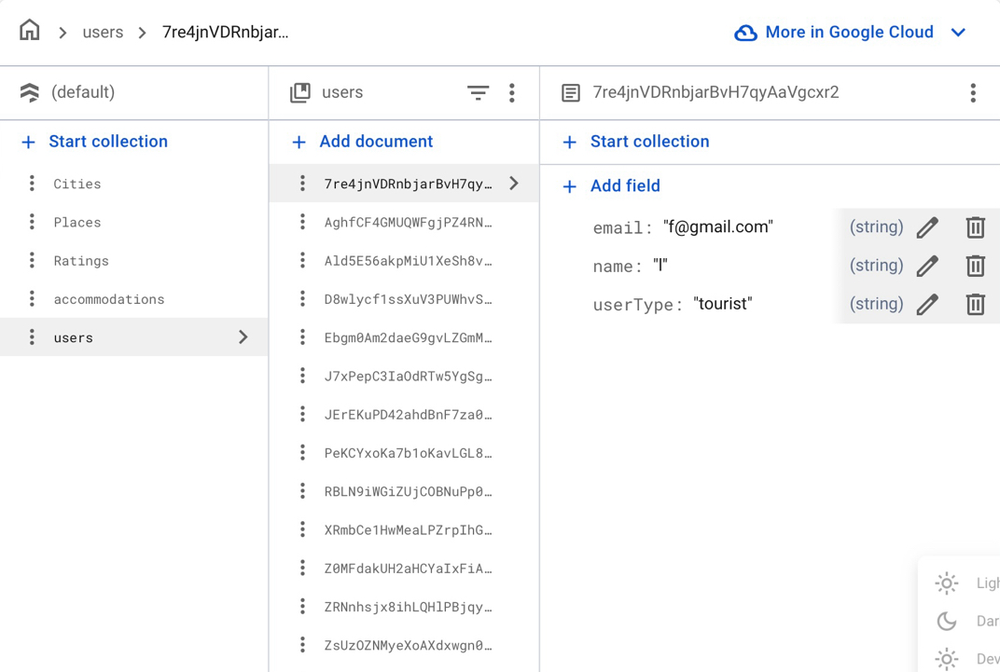 users
7re4jnVDRnbjar…
More in Google Cloud
(default)
users
7re4jnVDRnbjarBvH7qyAaVgcxr2
Start collection
Add document
Start collection
Cities
Places
Ratings
accommodations
users
7re4jnVDRnbjarBvH7qy…
AghfCF4GMUQWFgjPZ4RN…
Ald5E56akpMiU1XeSh8v…
D8wlycf1ssXuV3PUWhvS…
Ebgm0Am2daeG9gvLZGmM…
J7xPepC3IaOdRTw5YgSg…
JErEKuPD42ahdBnF7za0…
PeKCYxoKa7b1oKavLGL8…
RBLN9iWGiZUjCOBNuPp0…
XRmbCe1HwMeaLPZrpIhG…
Z0MFdakUH2aHCYaIxFiA…
ZRNnhsjx8ihLQHlPBjqy…
ZsUzOZNMyeXoAXdxwgn0…
Add field
email: "f@gmail.com" (string)
name: "l" (string)
userType: "tourist" (string)
Ligh
Dar
Dev